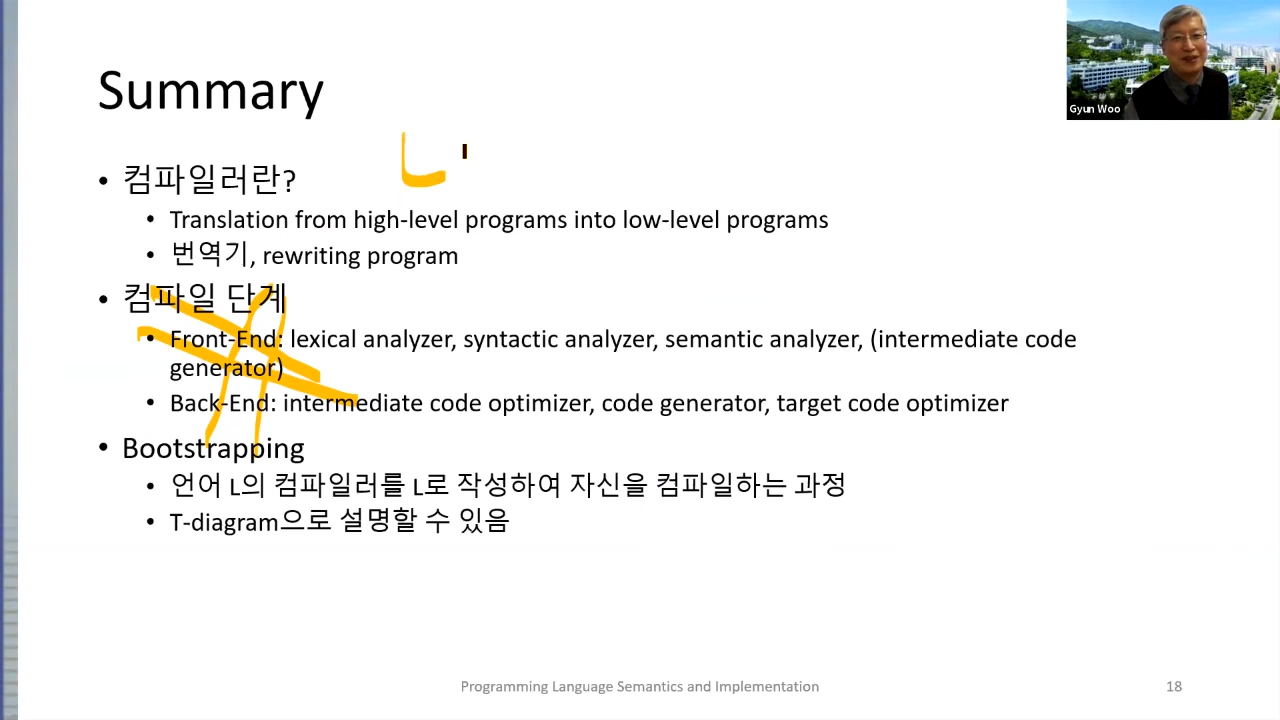 Summary
Gyun Woo
• 컴파일러란?
• Translation from high-level programs into low-level programs
• 번역기, rewriting program
• 컴파일 단계
• Front-End: lexical analyzer, syntactic analyzer, semantic analyzer, (intermediate code
generator)
• Back-End: intermediate code optimizer, code generator, target code optimizer
• Bootstrapping
• 언어 L의 컴파일러를 L로 작성하여 자신을 컴파일하는 과정
• T-diagram으로 설명할 수 있음
Programming Language Semantics and Implementation
18